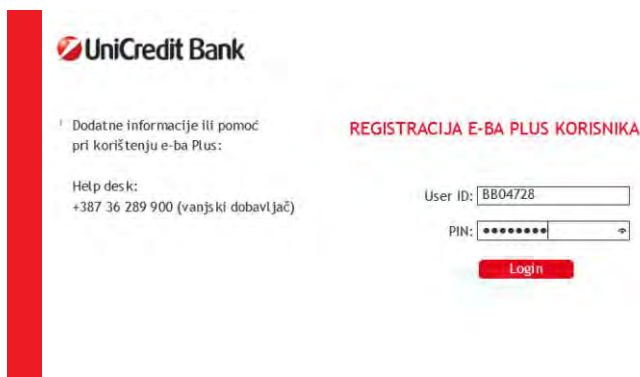 UniCredit Bank
Dodatne informacije ili pomoć
pri korištenju e-ba Plus:
Help desk:
+387 36 289 900 (vanjski dobavljač)
REGISTRACIJA E-BA PLUS KORISNIKA
User ID: BB04728
PIN: ••••••••
Login